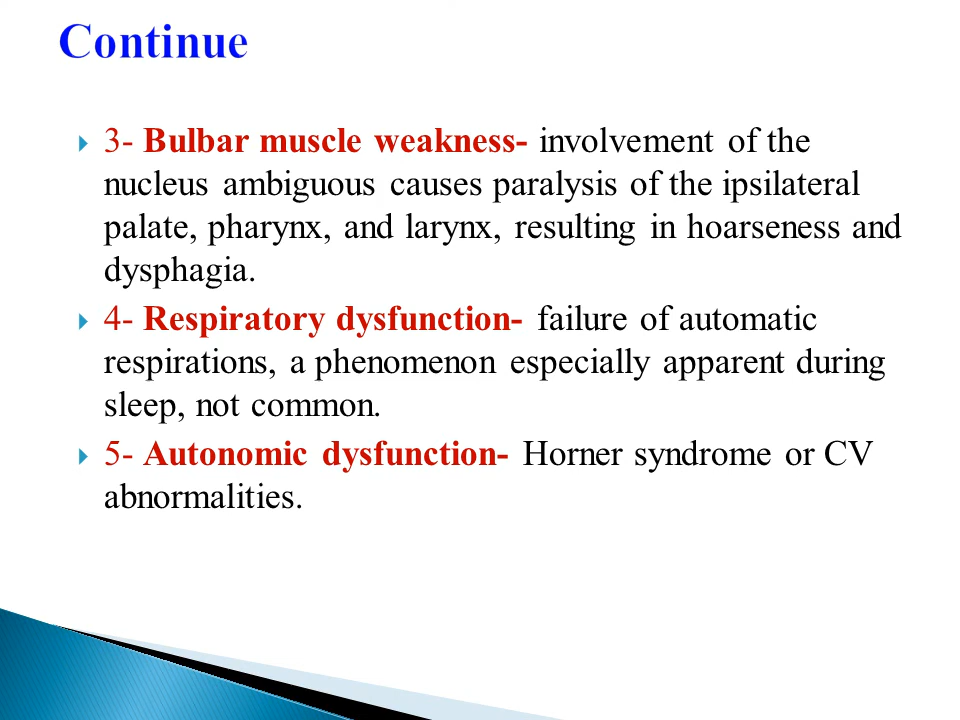 Continue
3- Bulbar muscle weakness- involvement of the
nucleus ambiguous causes paralysis of the ipsilateral
palate, pharynx, and larynx, resulting in hoarseness and
dysphagia.
4- Respiratory dysfunction- failure of automatic
respirations, a phenomenon especially apparent during
sleep, not common.
5- Autonomic dysfunction- Horner syndrome or CV
abnormalities.